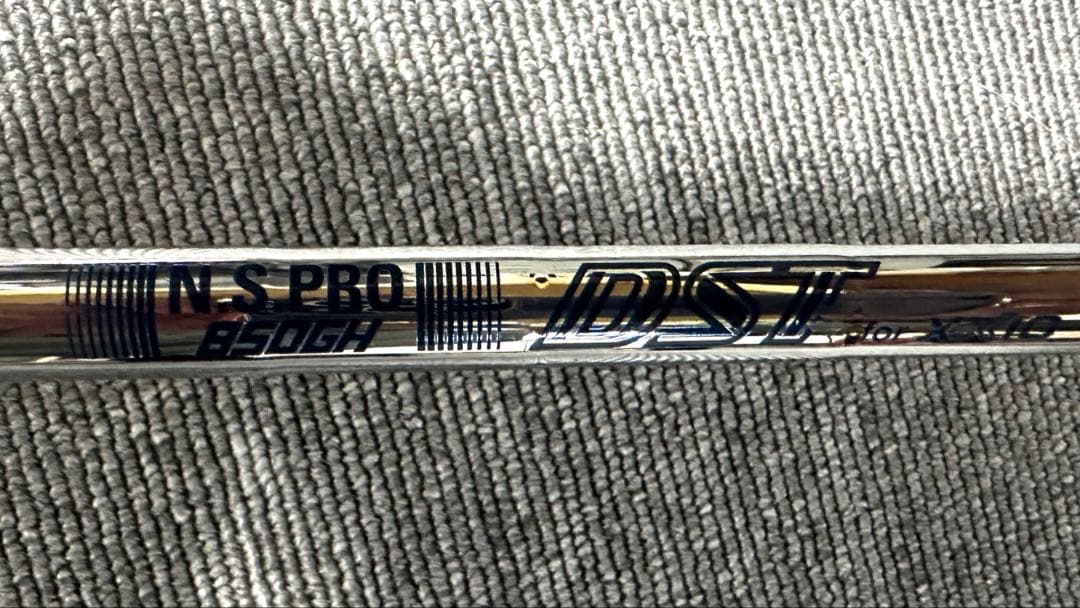 N.S.PRO
850GH
DST for XXIO